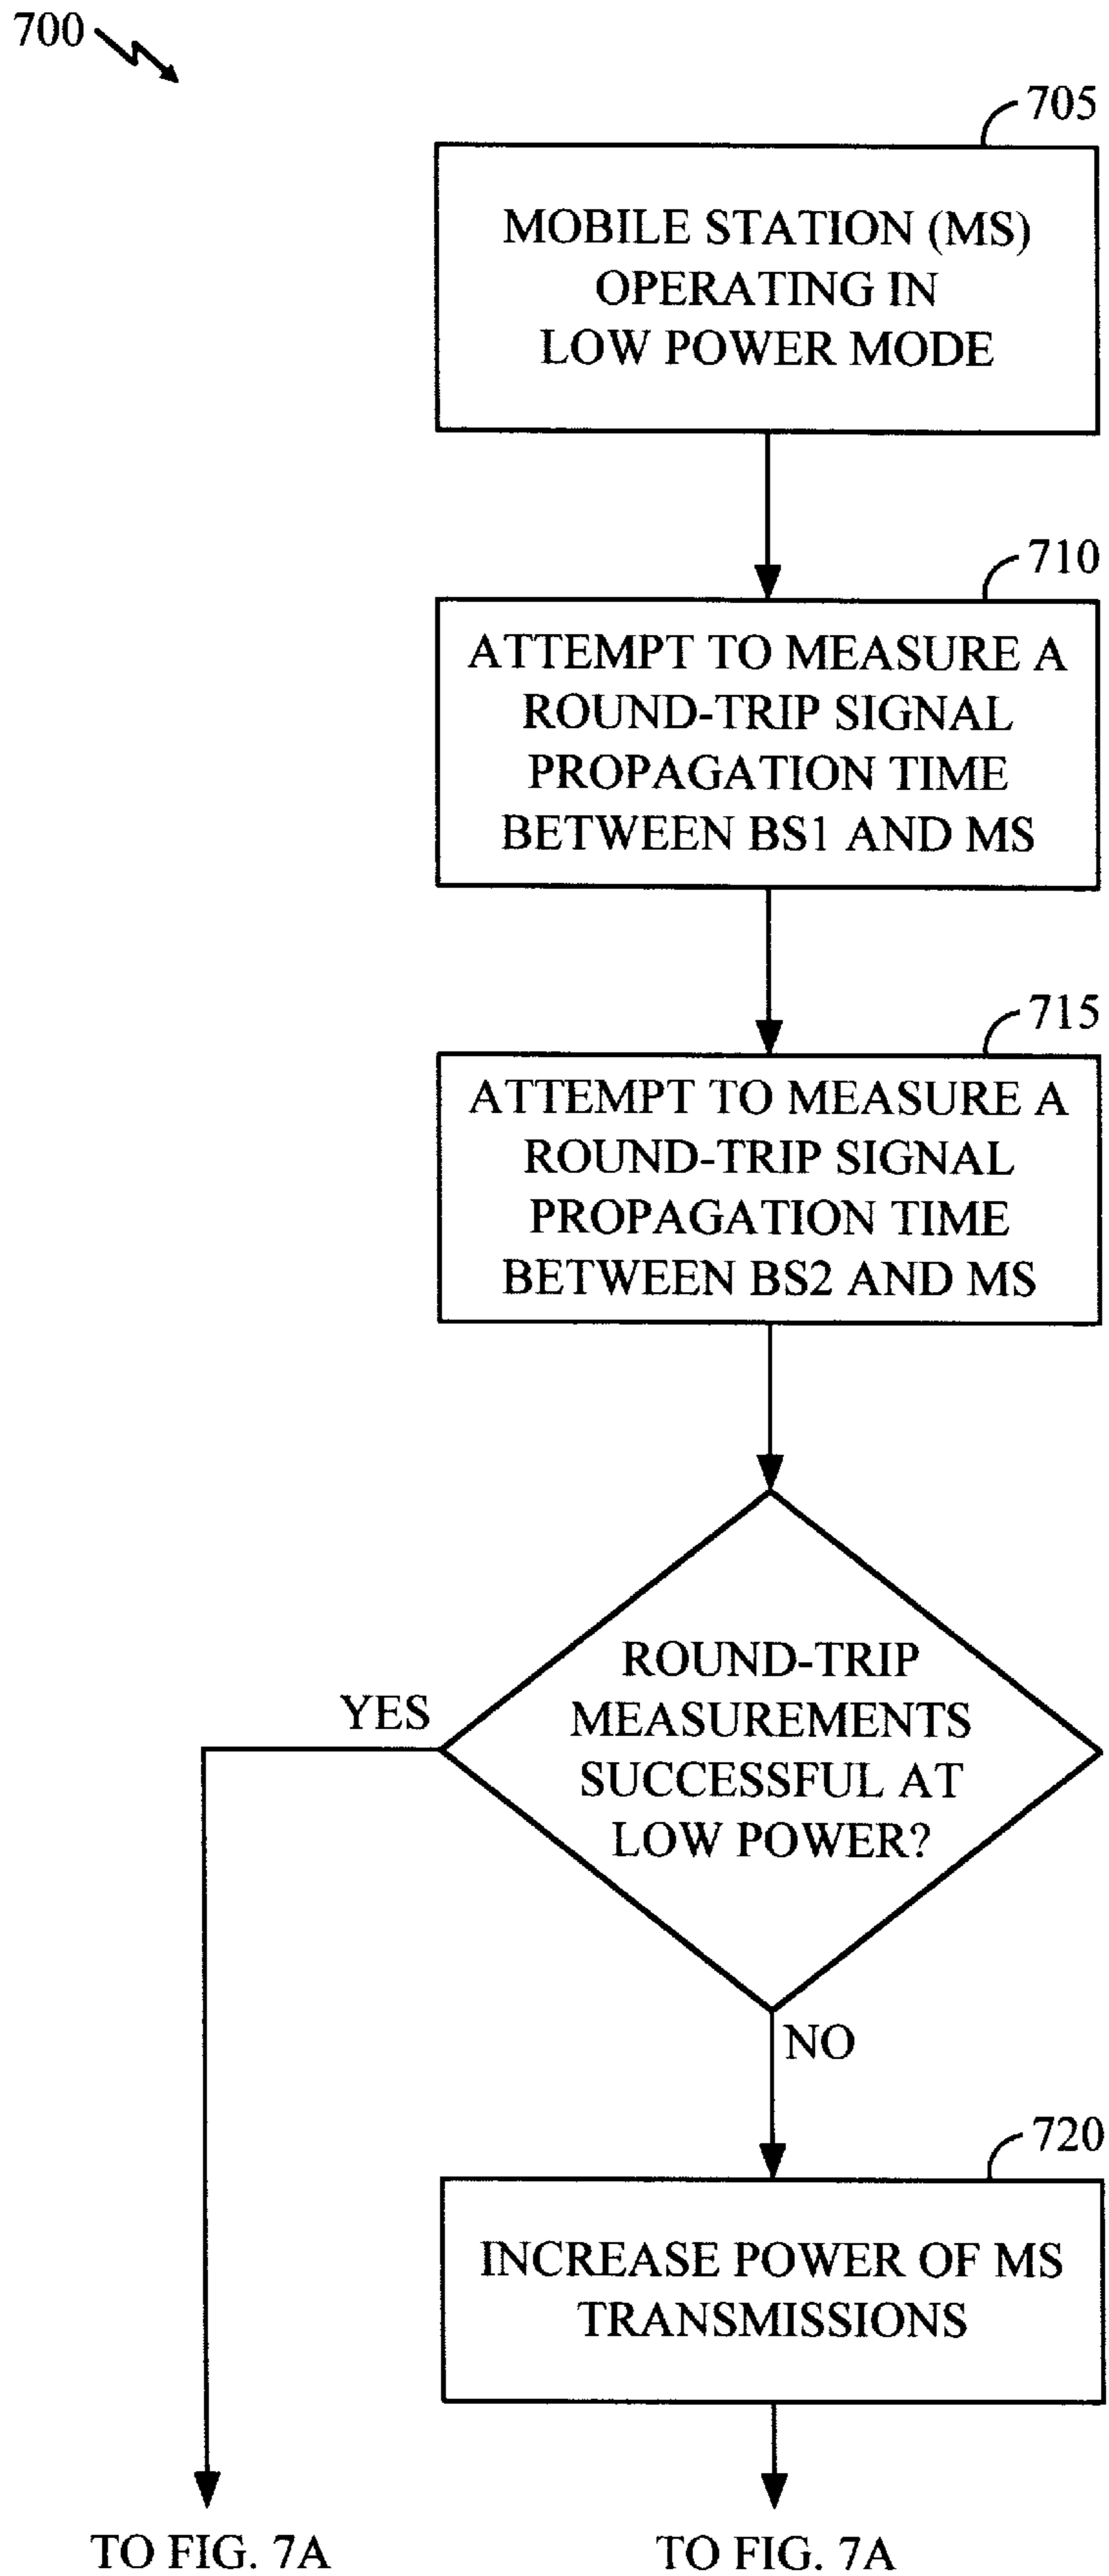 700
705
MOBILE STATION (MS)
OPERATING IN
LOW POWER MODE
710
ATTEMPT TO MEASURE A
ROUND-TRIP SIGNAL
PROPAGATION TIME
BETWEEN BS1 AND MS
715
ATTEMPT TO MEASURE A
ROUND-TRIP SIGNAL
PROPAGATION TIME
BETWEEN BS2 AND MS
ROUND-TRIP
MEASUREMENTS
SUCCESSFUL AT
LOW POWER?
YES
NO
720
INCREASE POWER OF MS
TRANSMISSIONS
TO FIG. 7A
TO FIG. 7A